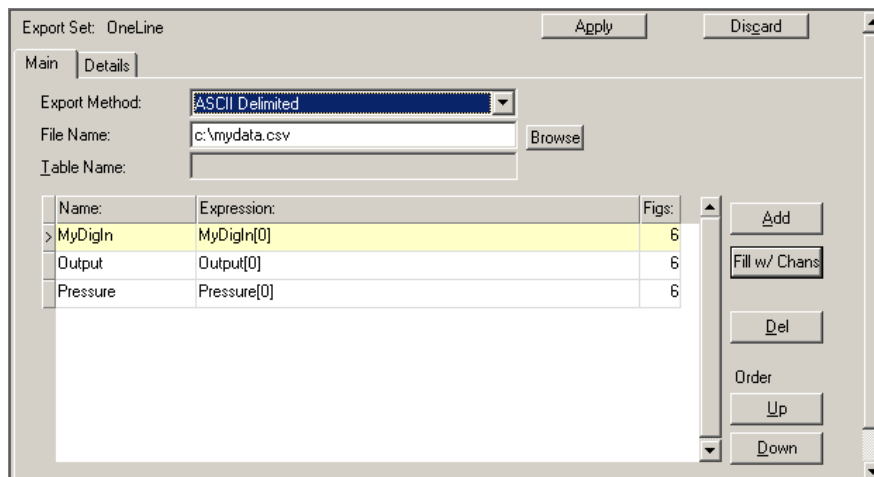 Export Set: OneLine
Apply
Discard
Main
Details
Export Method:
ASCII Delimited
File Name:
c:\mydata.csv
Browse
Table Name:
Name:
Expression:
Figs:
> MyDigIn
MyDigIn[0]
6
Output
Output[0]
6
Pressure
Pressure[0]
6
Add
Fill w/ Chans
Del
Order
Up
Down